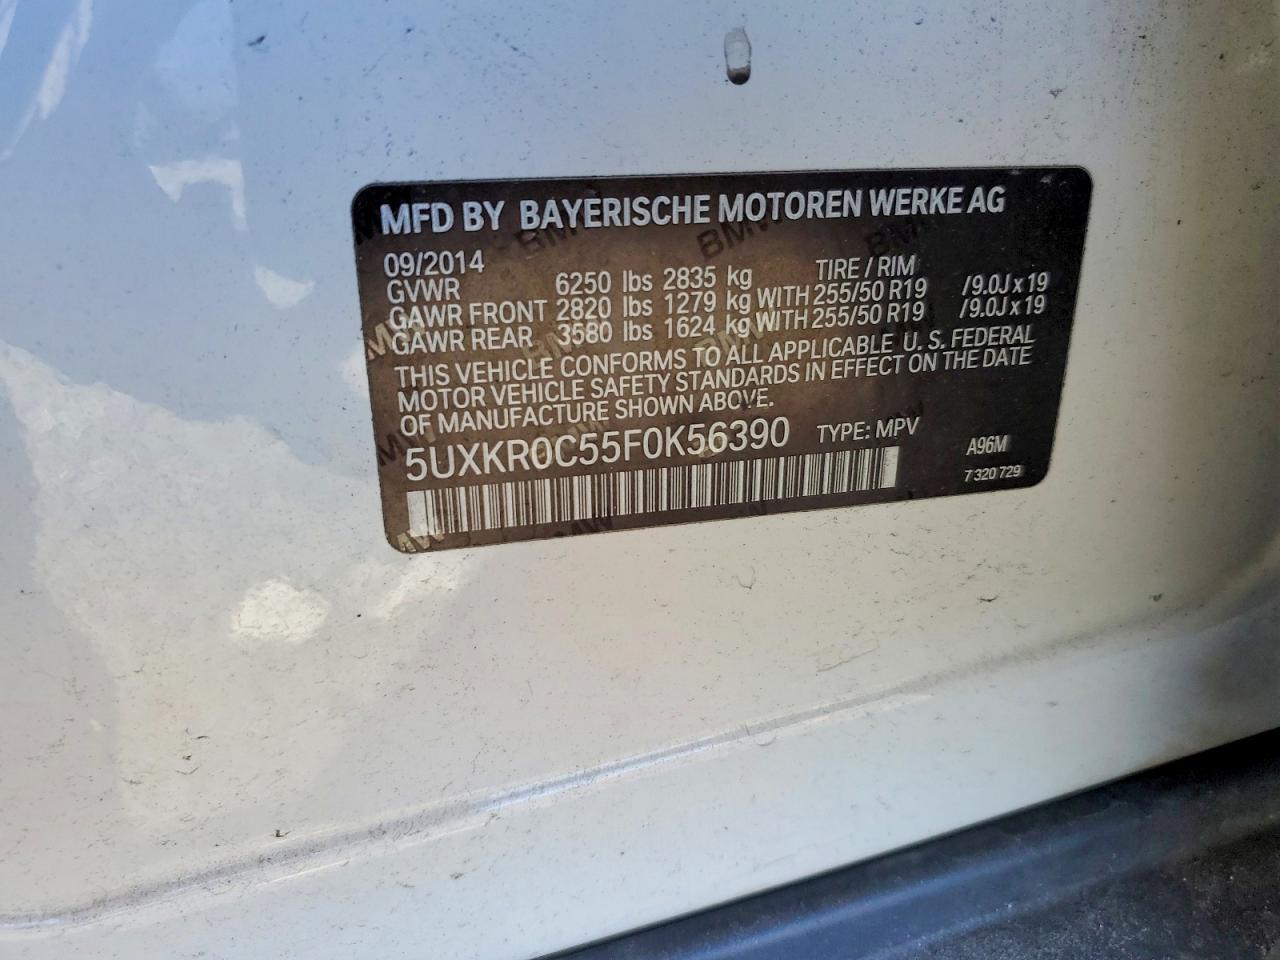 MFD BY BAYERISCHE MOTOREN WERKE AG
09/2014 TIRE / RIM
GVWR 6250 lbs 2835 kg
GAWR FRONT 2820 lbs 1279 kg WITH 255/50 R19 /9.0J x 19
GAWR REAR 3580 lbs 1624 kg WITH 255/50 R19 /9.0J x 19
THIS VEHICLE CONFORMS TO ALL APPLICABLE U. S. FEDERAL
MOTOR VEHICLE SAFETY STANDARDS IN EFFECT ON THE DATE
OF MANUFACTURE SHOWN ABOVE.
5UXKR0C55F0K56390 TYPE: MPV
A96M
7 320 729